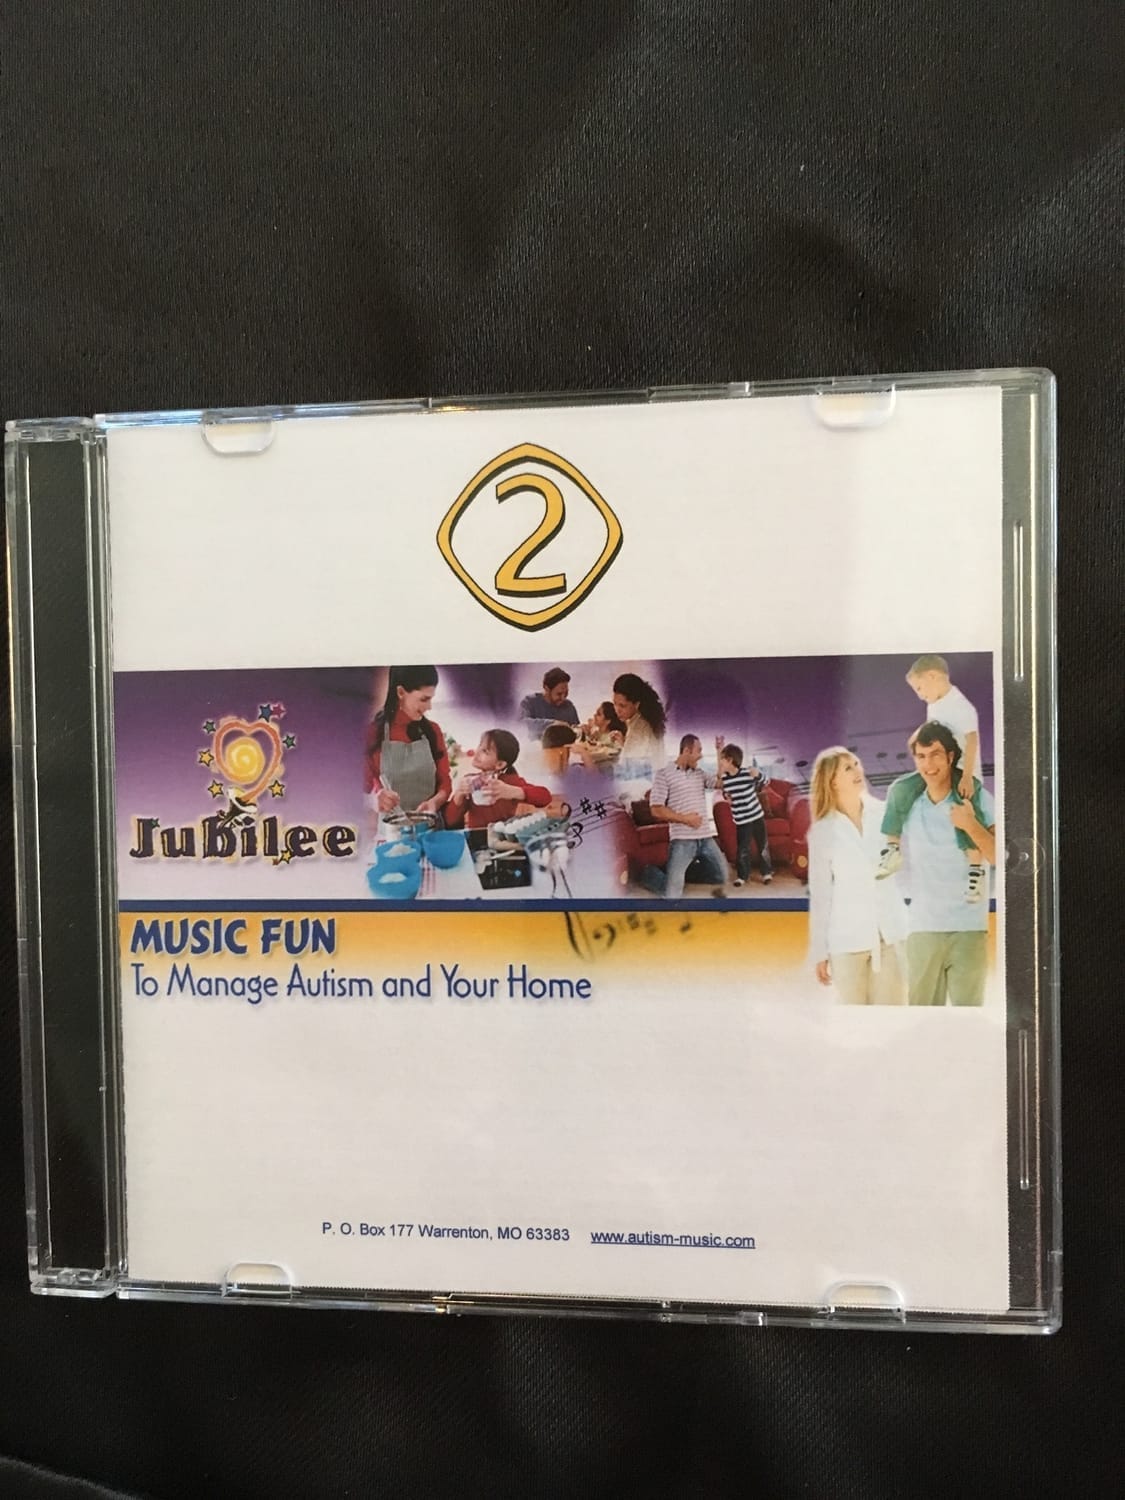 2
Jubilee
MUSIC FUN
To Manage Autism and Your Home
P. O. Box 177 Warrenton, MO 63383 www.autism-music.com